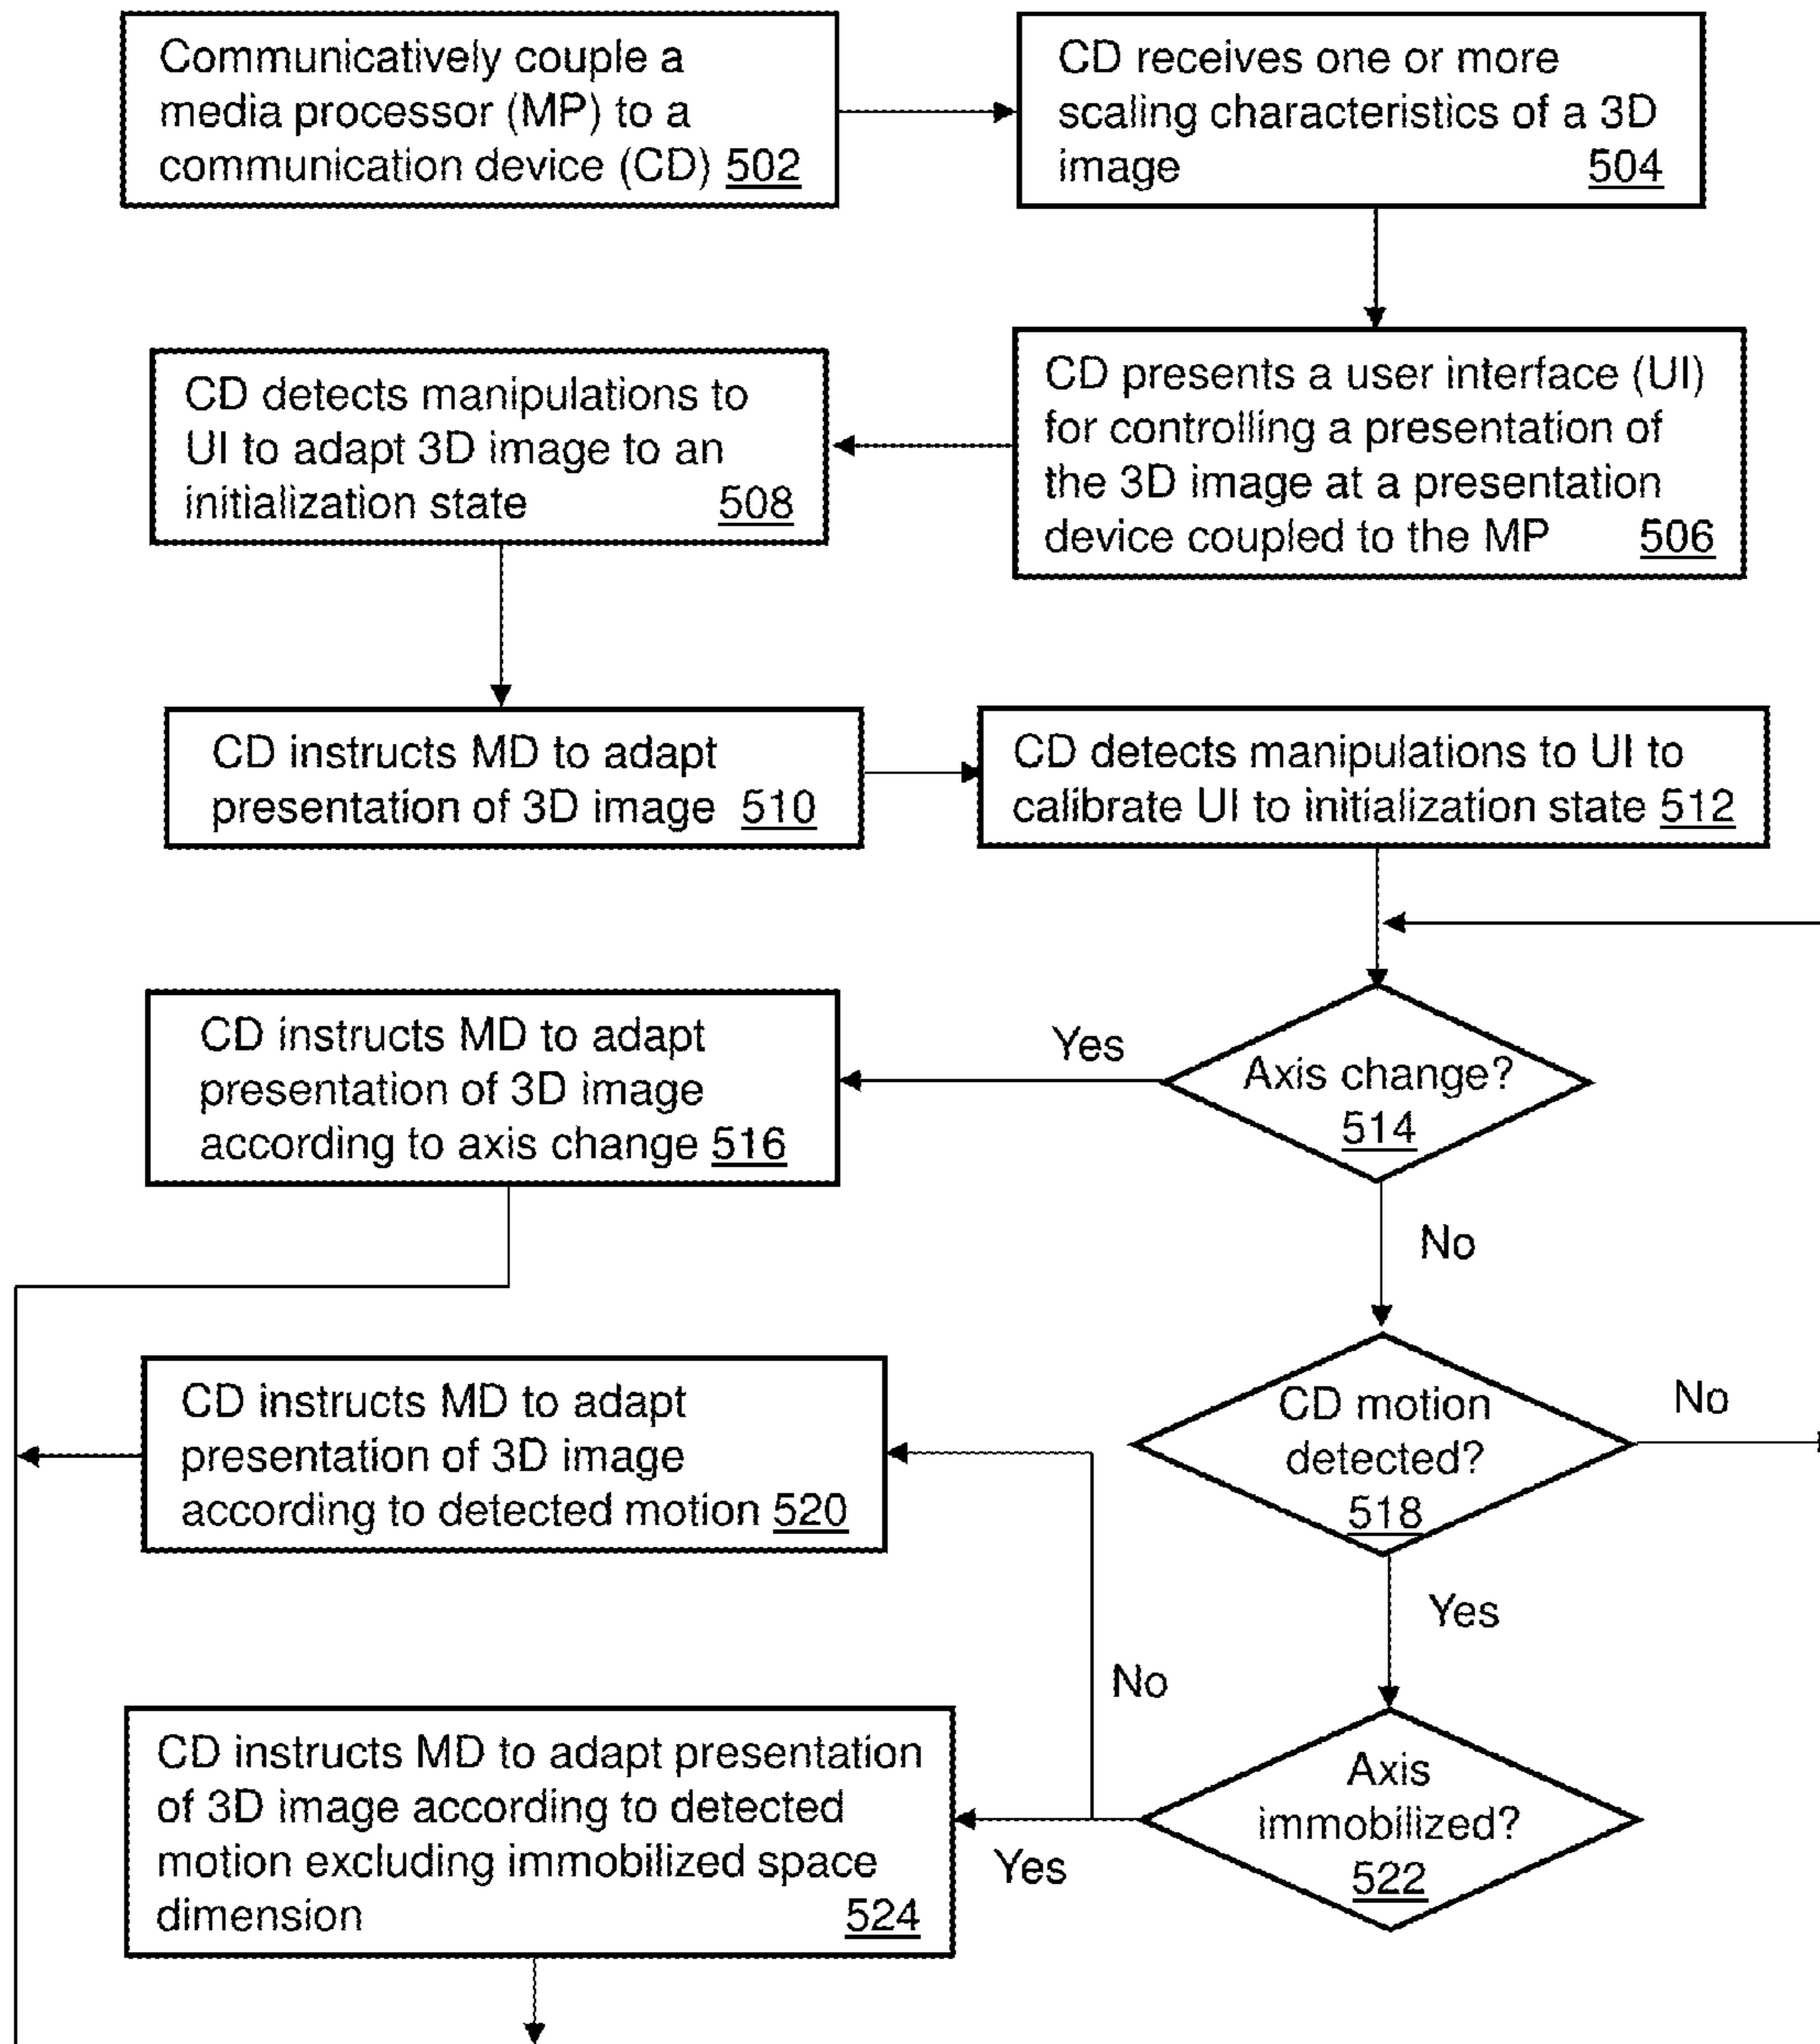 Communicatively couple a
media processor (MP) to a
communication device (CD) 502
CD receives one or more
scaling characteristics of a 3D
image 504
CD presents a user interface (UI)
for controlling a presentation of
the 3D image at a presentation
device coupled to the MP 506
CD detects manipulations to
UI to adapt 3D image to an
initialization state 508
CD instructs MD to adapt
presentation of 3D image 510
CD detects manipulations to UI to
calibrate UI to initialization state 512
Axis change?
514
Yes
CD instructs MD to adapt
presentation of 3D image
according to axis change 516
No
CD motion
detected?
518
No
CD instructs MD to adapt
presentation of 3D image
according to detected motion 520
Yes
No
Axis
immobilized?
522
Yes
CD instructs MD to adapt presentation
of 3D image according to detected
motion excluding immobilized space
dimension 524